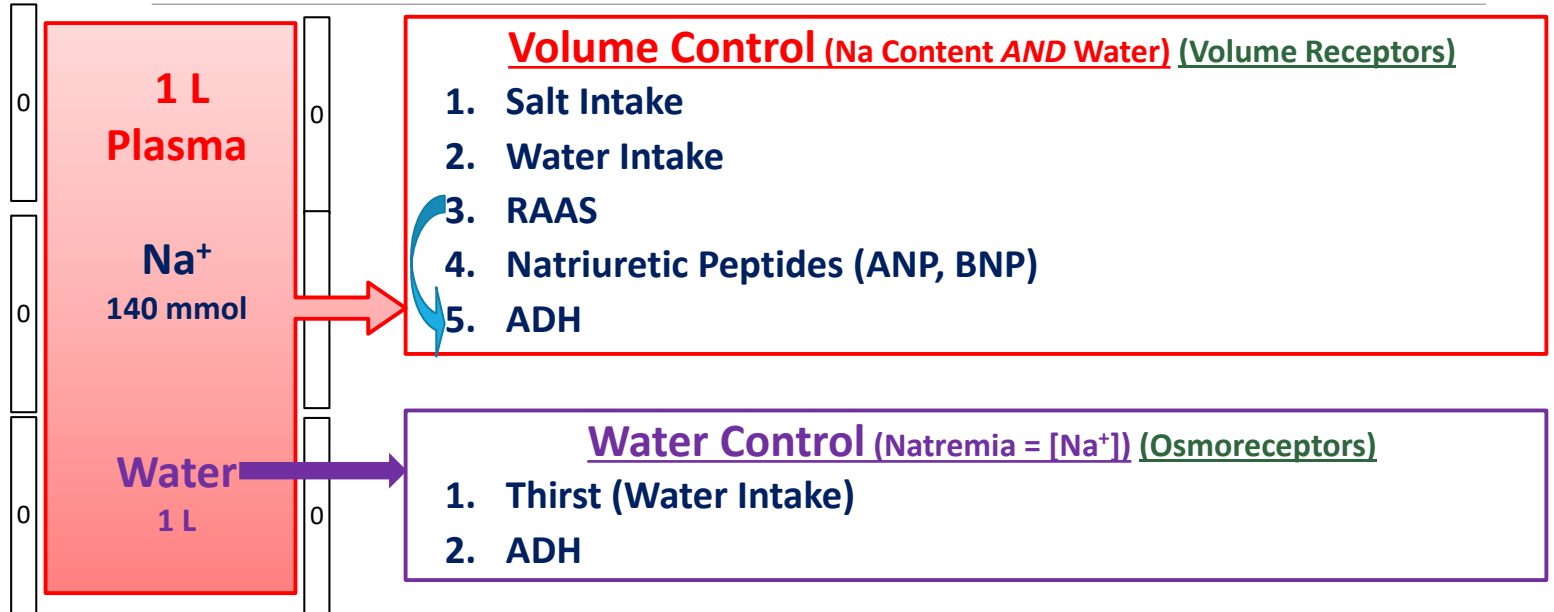 0
0
0
0
0
0
1 L
Plasma
Na⁺
140 mmol
Water
1 L
Volume Control (Na Content AND Water) (Volume Receptors)
1. Salt Intake
2. Water Intake
3. RAAS
4. Natriuretic Peptides (ANP, BNP)
5. ADH
Water Control (Natremia = [Na⁺]) (Osmoreceptors)
1. Thirst (Water Intake)
2. ADH